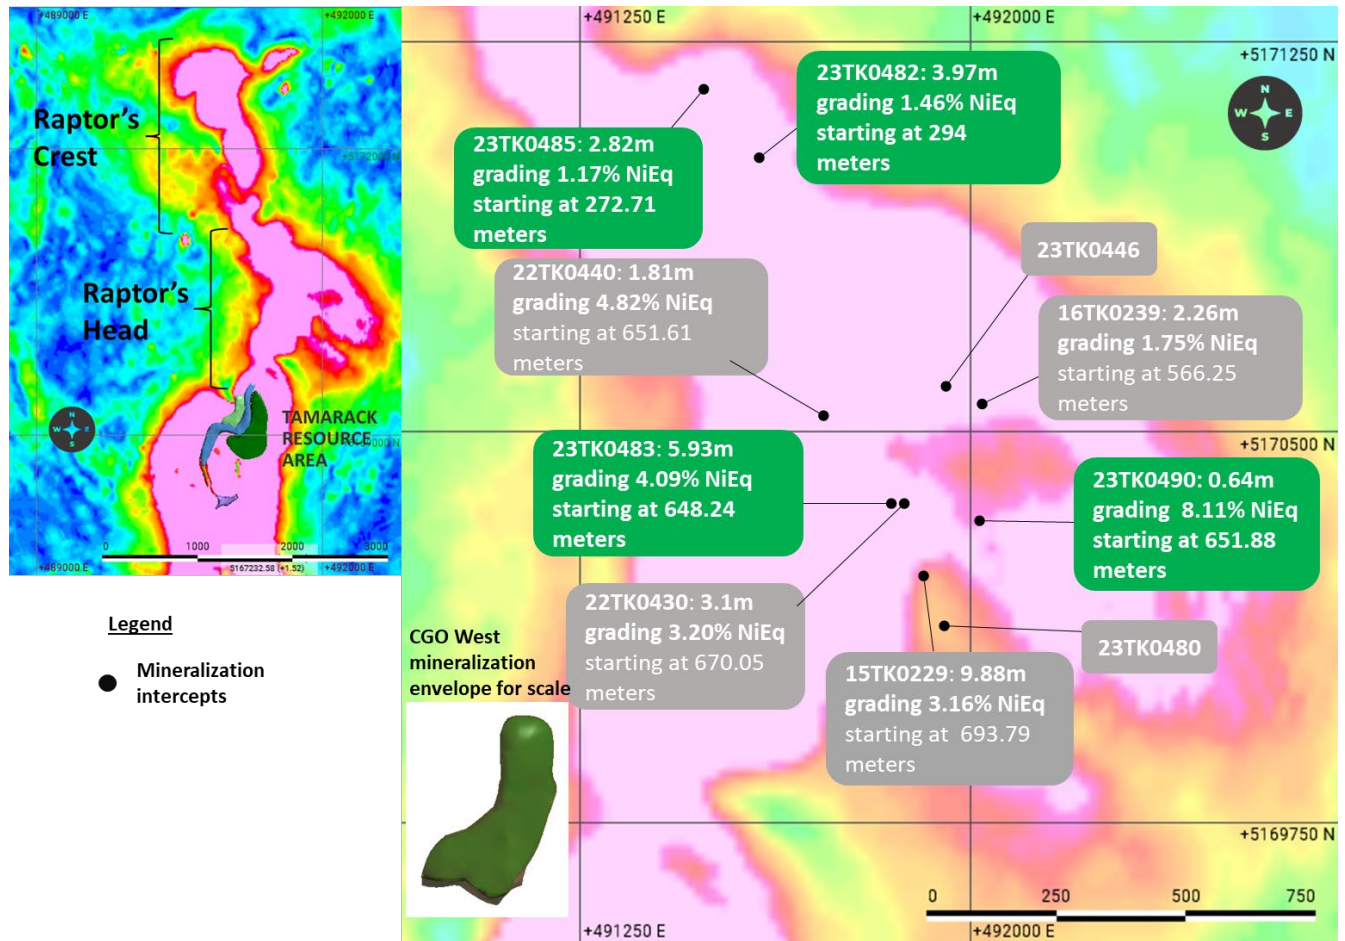 +489000 E
+492000 E
Raptor's
Crest
+5172000 N
Raptor's
Head
N
W E
S
TAMARACK
RESOURCE
AREA
0 1000 2000 3000
5167232.58 (+1.52)
+489000 E
+492000 E
Legend
Mineralization
intercepts
+491250 E
+492000 E
+5171250 N
N
W E
S
23TK0482: 3.97m
grading 1.46% NiEq
starting at 294
meters
23TK0485: 2.82m
grading 1.17% NiEq
starting at 272.71
meters
23TK0446
22TK0440: 1.81m
grading 4.82% NiEq
starting at 651.61
meters
16TK0239: 2.26m
grading 1.75% NiEq
starting at 566.25
meters
+5170500 N
23TK0483: 5.93m
grading 4.09% NiEq
starting at 648.24
meters
23TK0490: 0.64m
grading 8.11% NiEq
starting at 651.88
meters
22TK0430: 3.1m
grading 3.20% NiEq
starting at 670.05
meters
23TK0480
15TK0229: 9.88m
grading 3.16% NiEq
starting at 693.79
meters
CGO West
mineralization
envelope for scale
+5169750 N
0 250 500 750
+491250 E
+492000 E